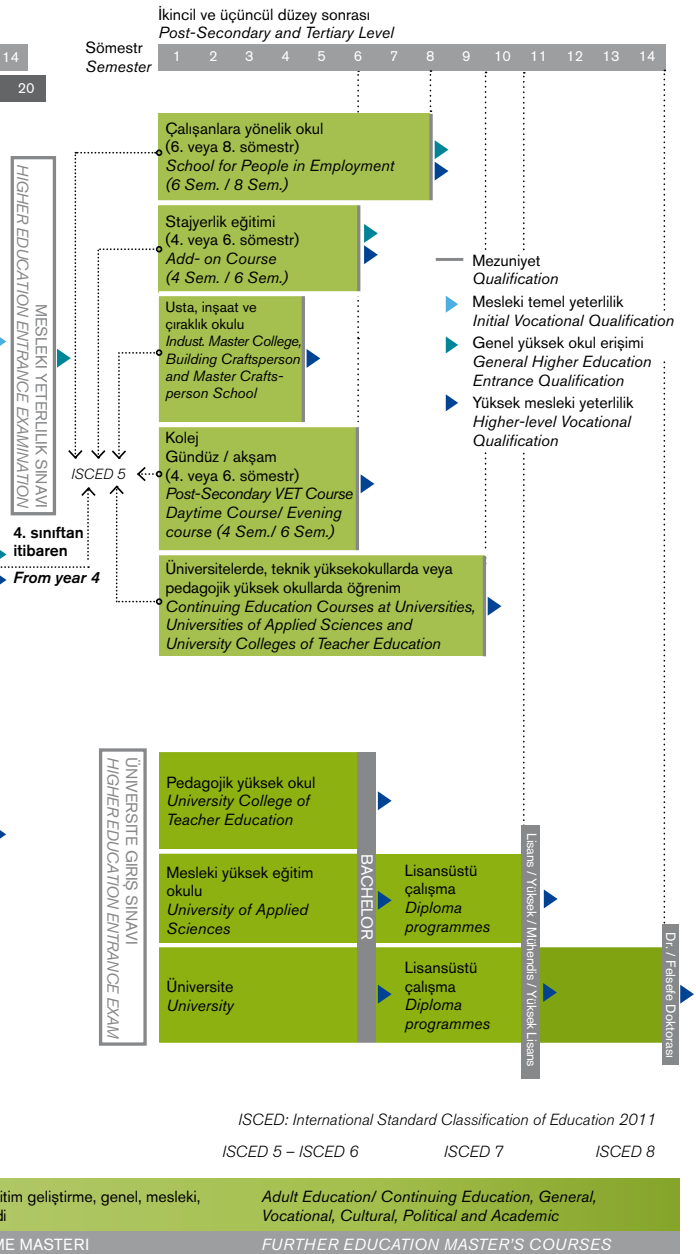 İkincil ve üçüncül düzey sonrası
Post-Secondary and Tertiary Level
Sömestr
Semester
1 2 3 4 5 6 7 8 9 10 11 12 13 14
14
20
Çalışanlara yönelik okul
(6. veya 8. sömestr)
School for People in Employment
(6 Sem. / 8 Sem.)
Stajyerlik eğitimi
(4. veya 6. sömestr)
Add- on Course
(4 Sem. / 6 Sem.)
Usta, inşaat ve
çıraklık okulu
Indust. Master College,
Building Craftsperson
and Master Crafts-
person School
Kolej
Gündüz / akşam
(4. veya 6. sömestr)
Post-Secondary VET Course
Daytime Course/ Evening
course (4 Sem./ 6 Sem.)
Üniversitelerde, teknik yüksekokullarda veya
pedagojik yüksek okullarda öğrenim
Continuing Education Courses at Universities,
Universities of Applied Sciences and
University Colleges of Teacher Education
Mezuniyet
Qualification
Mesleki temel yeterlilik
Initial Vocational Qualification
Genel yüksek okul erişimi
General Higher Education
Entrance Qualification
Yüksek mesleki yeterlilik
Higher-level Vocational
Qualification
MESLEKI YETERLILIK SINAVI
HIGHER EDUCATION ENTRANCE EXAMINATION
ISCED 5
4. sınıftan
itibaren
From year 4
ÜNIVERSITE GIRIŞ SINAVI
HIGHER EDUCATION ENTRANCE EXAM
Pedagojik yüksek okul
University College of
Teacher Education
Mesleki yüksek eğitim
okulu
University of Applied
Sciences
Üniversite
University
BACHELOR
Lisansüstü
çalışma
Diploma
programmes
Lisansüstü
çalışma
Diploma
programmes
Lisans / Yüksek / Mühendis / Yüksek Lisans
Dr. / Felsefe Doktorası
ISCED: International Standard Classification of Education 2011
ISCED 5 – ISCED 6
ISCED 7
ISCED 8
itim geliştirme, genel, mesleki,
di
Adult Education/ Continuing Education, General,
Vocational, Cultural, Political and Academic
ME MASTERI
FURTHER EDUCATION MASTER'S COURSES